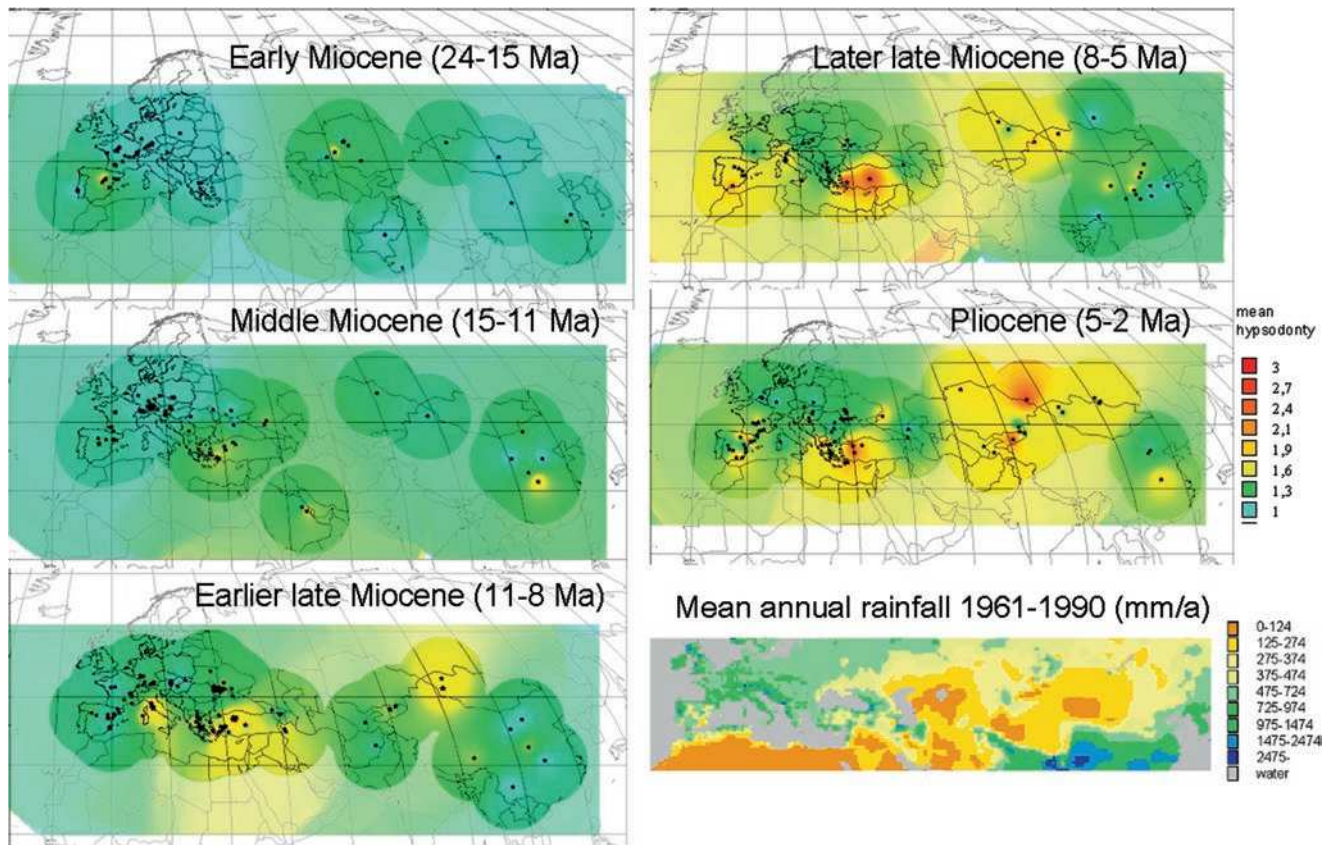 Early Miocene (24-15 Ma)
Middle Miocene (15-11 Ma)
Earlier late Miocene (11-8 Ma)
Later late Miocene (8-5 Ma)
Pliocene (5-2 Ma)
mean
hypsodonty
3
2,7
2,4
2,1
1,9
1,6
1,3
1
Mean annual rainfall 1961-1990 (mm/a)
0-124
125-274
275-374
375-474
475-724
725-974
975-1474
1475-2474
2475-
water